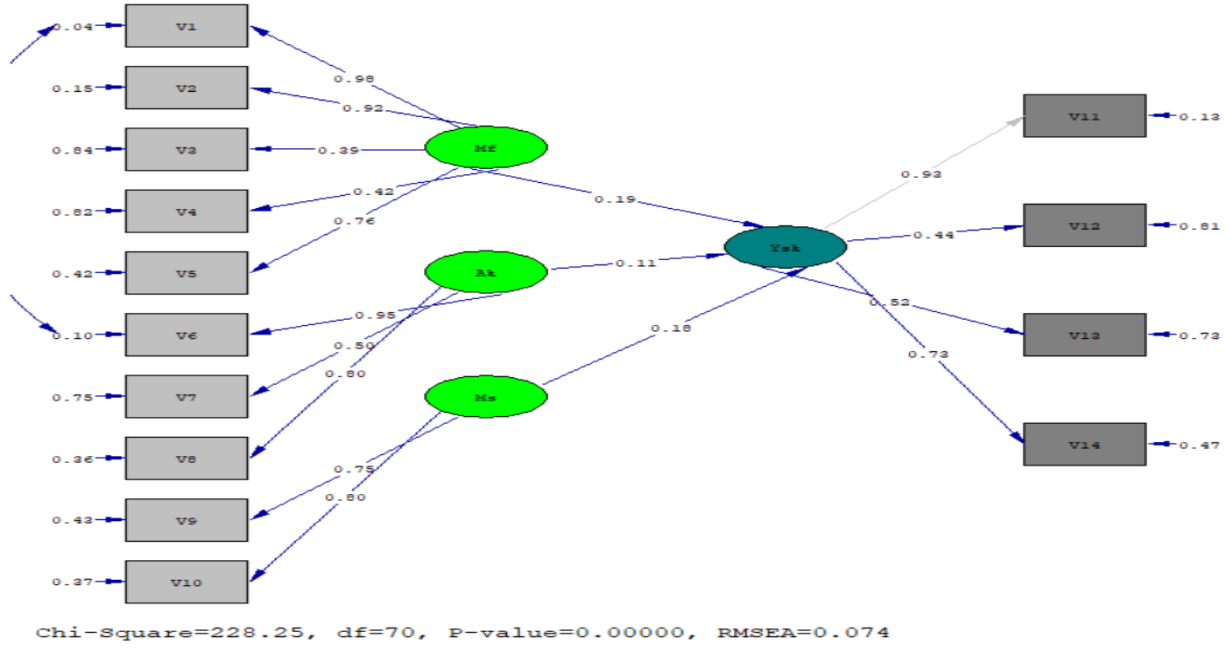 0.04 V1
0.98
0.15 V2
0.92
V11 0.13
0.84 V3 0.39 Mf
0.93
0.82 V4 0.42
0.19
0.76
V12 0.81
0.44
Ysk
0.42 V5 Ak 0.11
0.95 0.52
0.10 V6 0.18 V13 0.73
0.50
0.73
0.80
0.75 V7 Ms
0.36 V8 V14 0.47
0.75
0.80
0.43 V9
0.37 V10
Chi-Square=228.25, df=70, P-value=0.00000, RMSEA=0.074